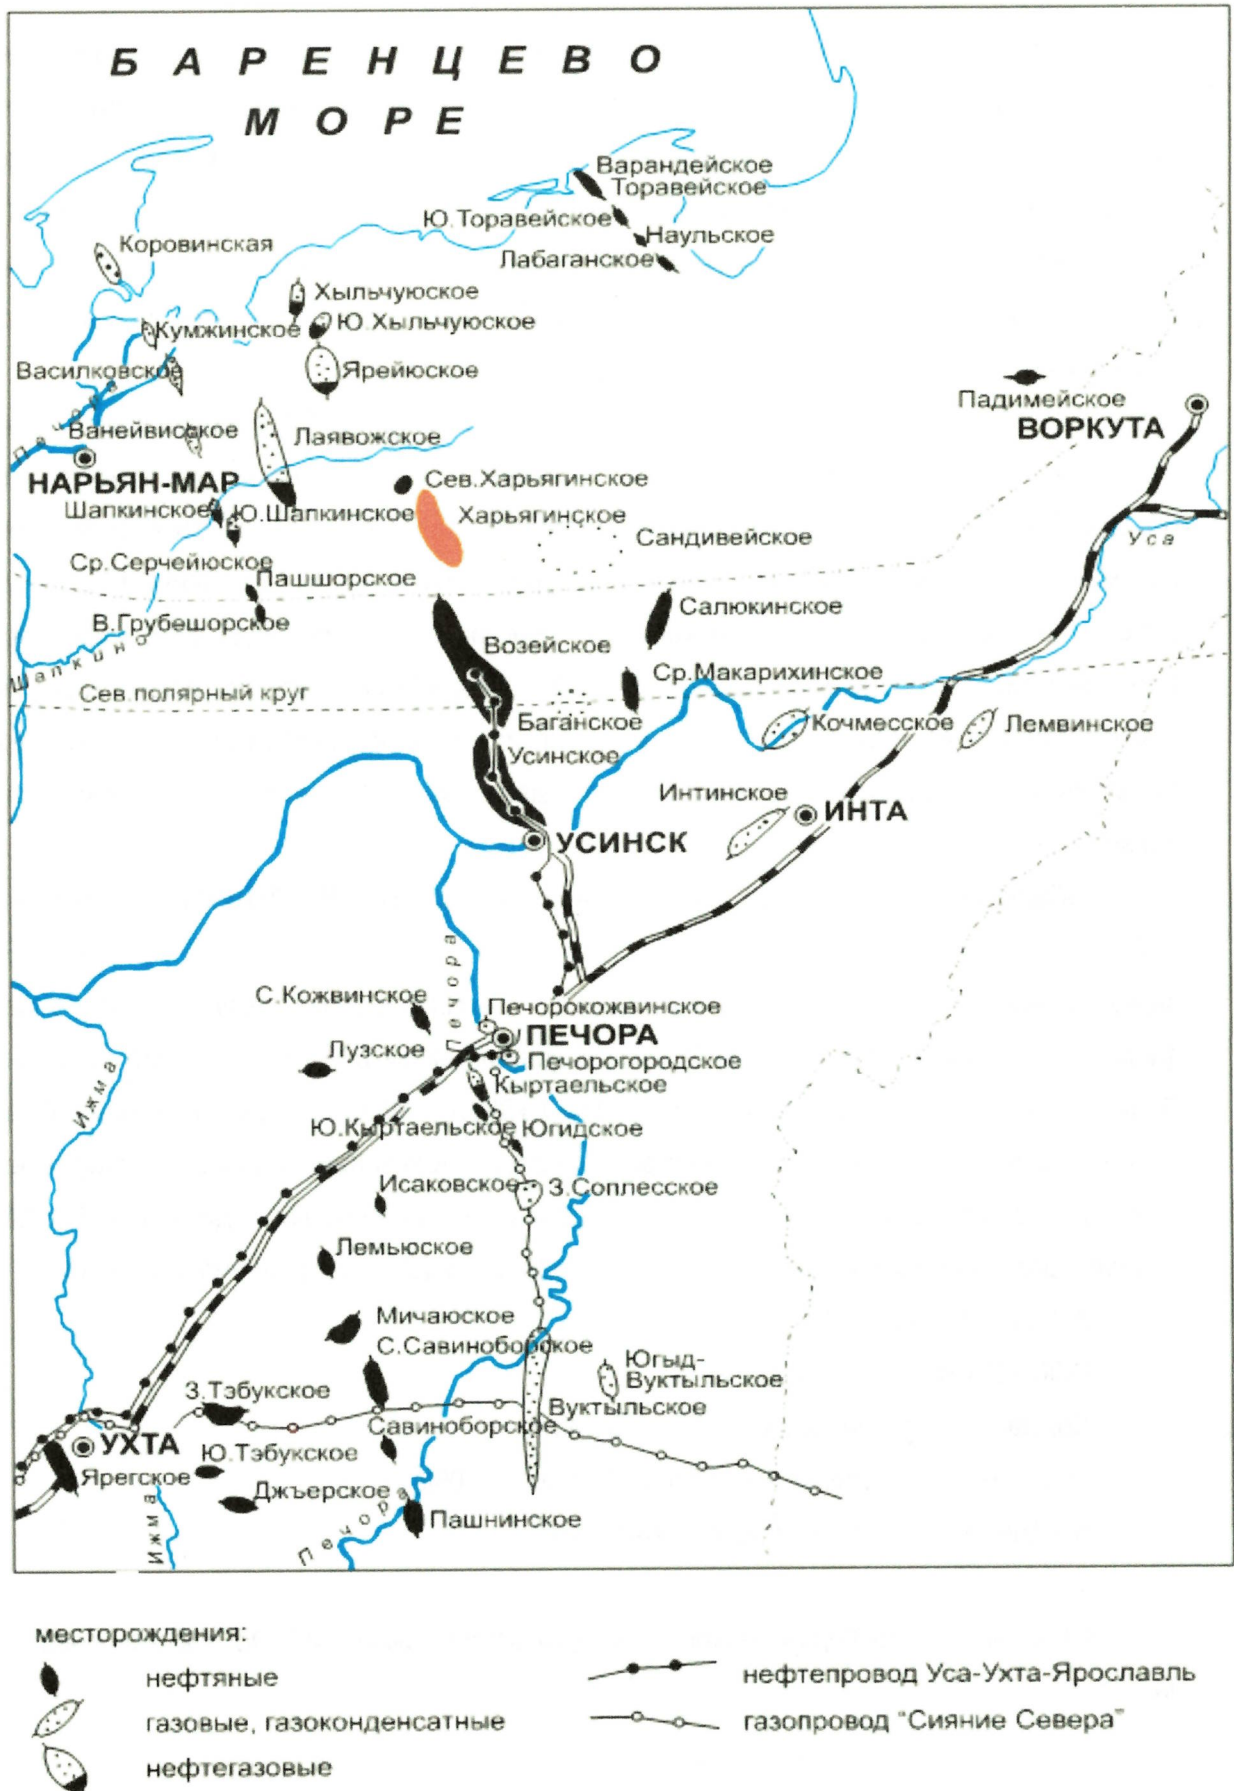 БАРЕНЦЕВО
МОРЕ
Варандейское
Торавейское
Ю.Торавейское
Наульское
Лабаганское
Коровинская
Хыльчуюское
Кумжинское
Ю.Хыльчуюское
Василковское
Ярейюское
Падимейское
ВОРКУТА
Печора
Ванейвисское
Лаявожское
НАРЬЯН-МАР
Сев.Харьягинское
Шапкинское
Ю.Шапкинское
Харьягинское
Сандивейское
Уса
Ср.Серчейюское
Пашшорское
Салюкинское
В.Грубешорское
Шапкино
Возейское
Ср.Макарихинское
Сев.полярный круг
Баганское
Кочмесское
Лемвинское
Усинское
Интинское
ИНТА
УСИНСК
Печора
С.Кожвинское
Печорокожвинское
ПЕЧОРА
Лузское
Печорогородское
Кыртаельское
Ижма
Ю.Кыртаельское
Югидское
Исаковское
З.Соплесское
Лемьюское
Мичаюское
С.Савиноборское
Югыд-
Вуктыльское
З.Тэбукское
Вуктыльское
Савиноборское
УХТА
Ю.Тэбукское
Ярегское
Джъерское
Пашнинское
Ижма
Печора
месторождения:
нефтяные
газовые, газоконденсатные
нефтегазовые
нефтепровод Уса-Ухта-Ярославль
газопровод "Сияние Севера"